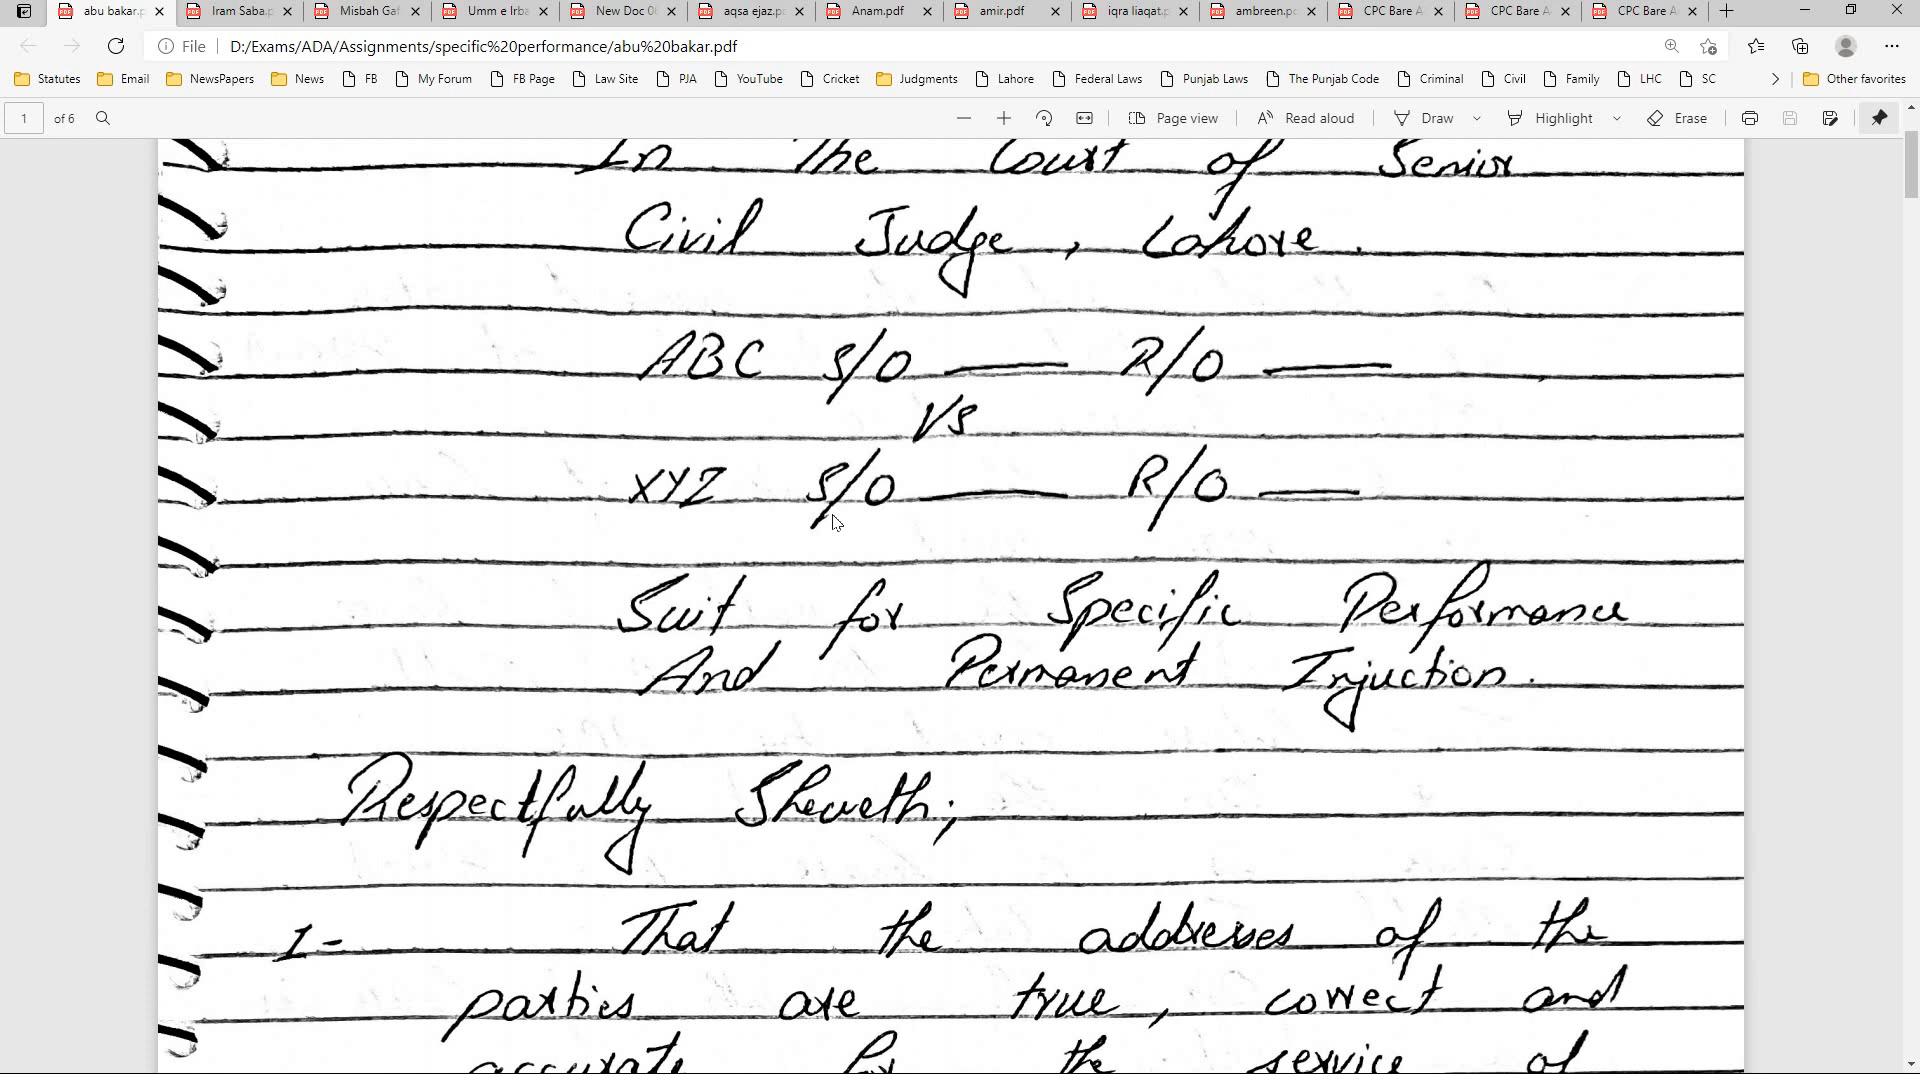 abu bakar.p
Iram Saba.p
Misbah Gaf
Umm e Irba
New Doc 0
aqsa ejaz.p
Anam.pdf
amir.pdf
iqra liaqat.p
ambreen.p
CPC Bare A
CPC Bare A
CPC Bare A
File D:/Exams/ADA/Assignments/specific%20performance/abu%20bakar.pdf
Statutes Email NewsPapers News FB My Forum FB Page Law Site PJA YouTube Cricket Judgments Lahore Federal Laws Punjab Laws The Punjab Code Criminal Civil Family LHC SC Other favorites
1 of 6 Page view Read aloud Draw Highlight Erase
In The Court of Senior
Civil Judge, Lahore.
ABC S/O —— R/O ——
VS
XYZ S/O —— R/O ——
Suit for Specific Performance
And Permanent Injuction.
Respectfully Sheweth;
1- That the addresses of the
parties are true, correct and
accurate for the service of